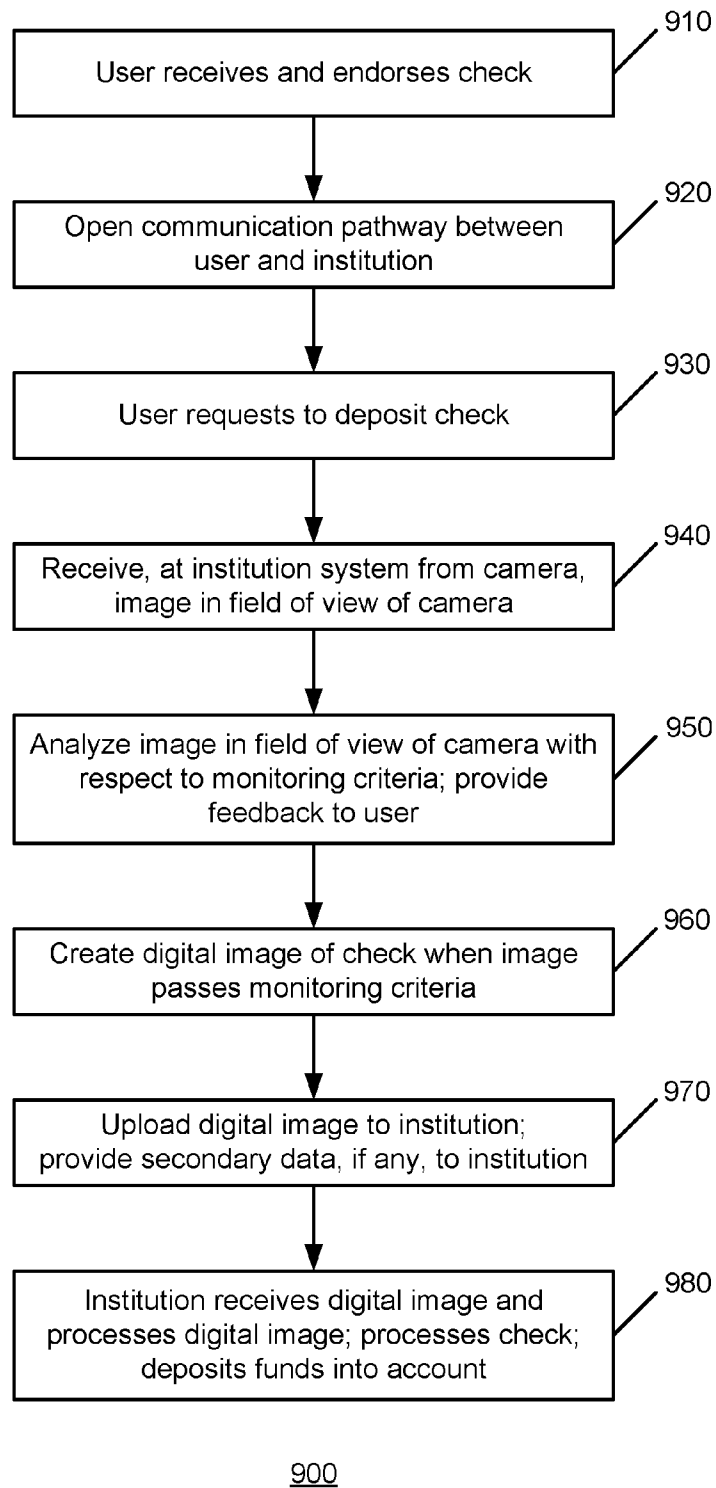 910
User receives and endorses check
920
Open communication pathway between
user and institution
930
User requests to deposit check
940
Receive, at institution system from camera,
image in field of view of camera
950
Analyze image in field of view of camera with
respect to monitoring criteria; provide
feedback to user
960
Create digital image of check when image
passes monitoring criteria
970
Upload digital image to institution;
provide secondary data, if any, to institution
980
Institution receives digital image and
processes digital image; processes check;
deposits funds into account
900